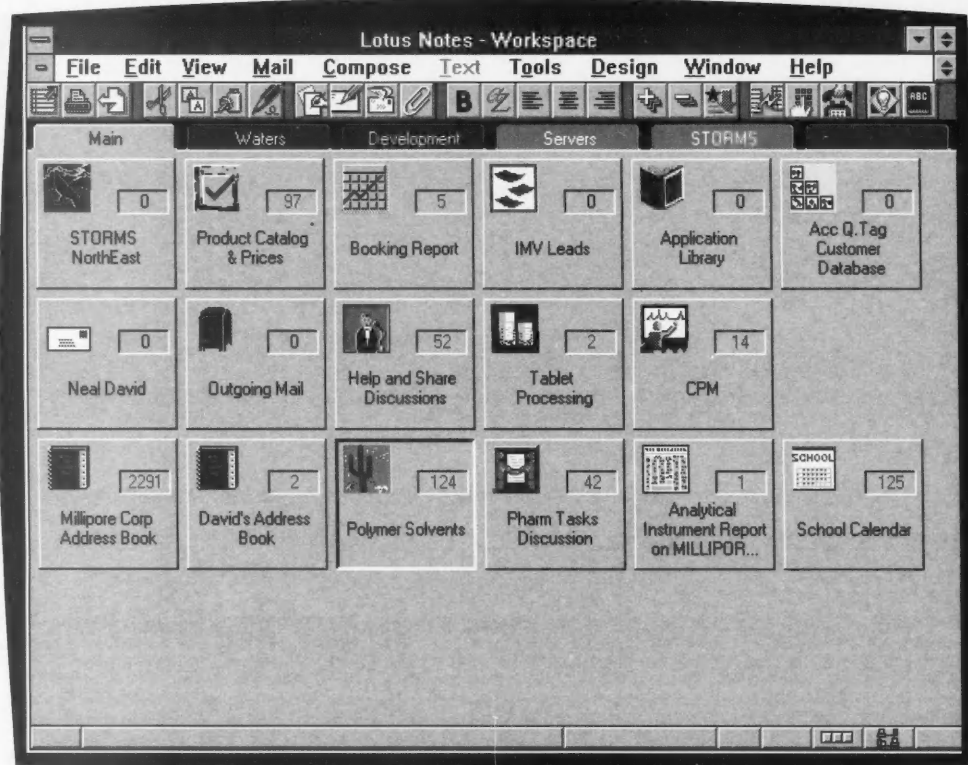 Lotus Notes - Workspace
File Edit View Mail Compose Text Tools Design Window Help
B
ABC
Main Waters Development Servers STORMS
0
STORMS
NorthEast
97
Product Catalog
& Prices
5
Booking Report
0
IMV Leads
0
Application
Library
0
Acc Q.Tag
Customer
Database
0
Neal David
0
Outgoing Mail
52
Help and Share
Discussions
2
Tablet
Processing
14
CPM
2291
Millipore Corp
Address Book
2
David's Address
Book
124
Polymer Solvents
42
Pharm Tasks
Discussion
1
Analytical
Instrument Report
on MILLIPOR...
SCHOOL
125
School Calendar